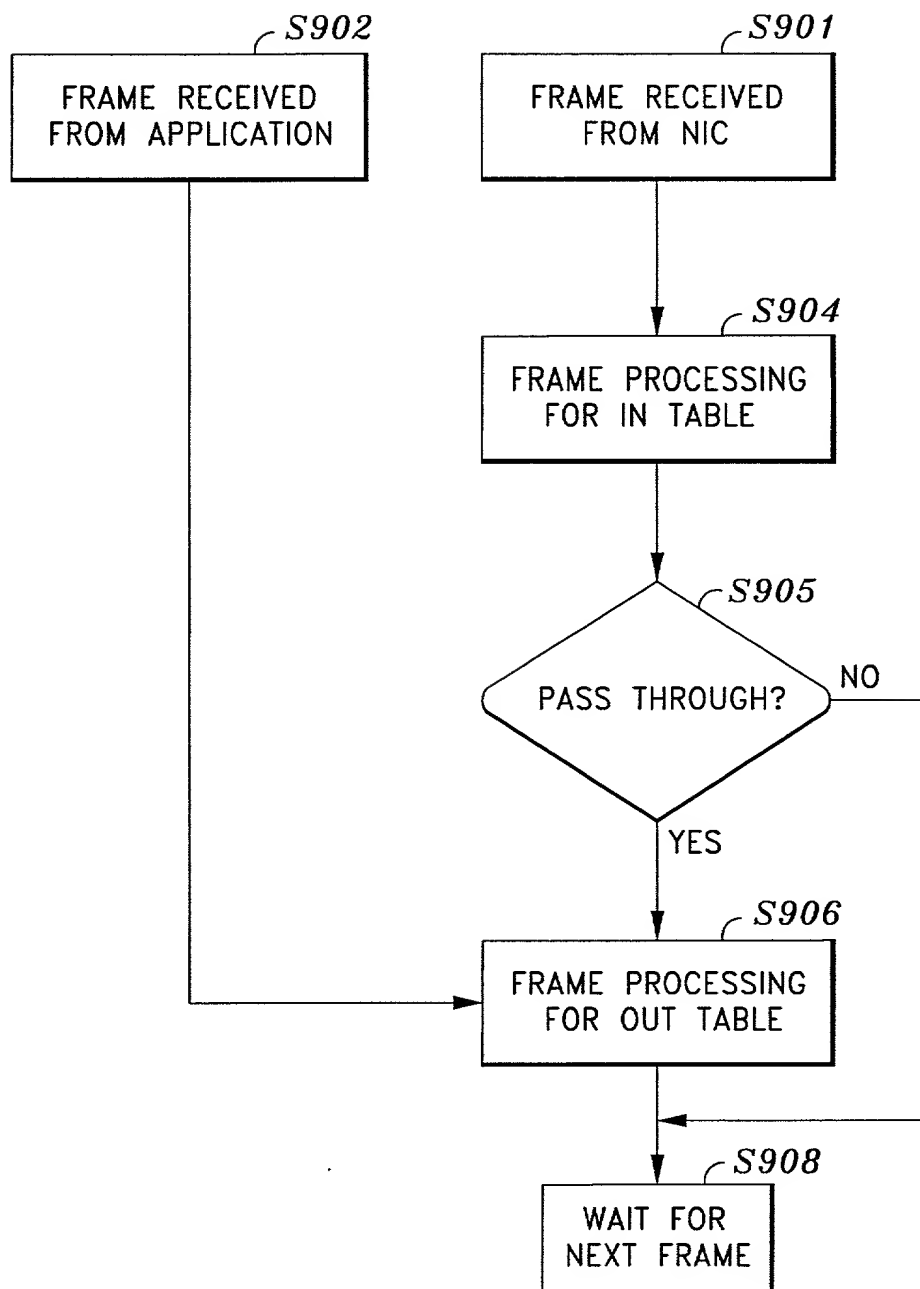 S902
FRAME RECEIVED
FROM APPLICATION
S901
FRAME RECEIVED
FROM NIC
S904
FRAME PROCESSING
FOR IN TABLE
S905
PASS THROUGH?
NO
YES
S906
FRAME PROCESSING
FOR OUT TABLE
S908
WAIT FOR
NEXT FRAME